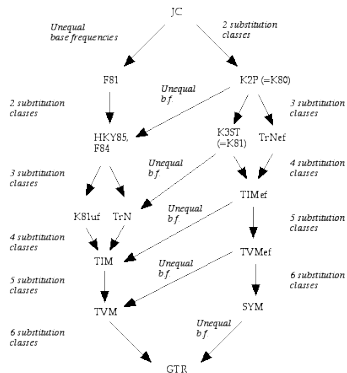 JC
Unequal
base frequencies
2 substitution
classes
F81
K2P (=K80)
Unequal
b f.
2 substitution
classes
3 substitution
classes
HKY85,
F84
K3ST
(=K81)
TrNef
Unequal
b f.
3 substitution
classes
4 substitution
classes
TIMef
Unequal
b f.
K81uf
TrN
5 substitution
classes
4 substitution
classes
TIM
TVMef
Unequal
b f.
5 substitution
classes
6 substitution
classes
TVM
SYM
6 substitution
classes
Unequal
b f.
GTR